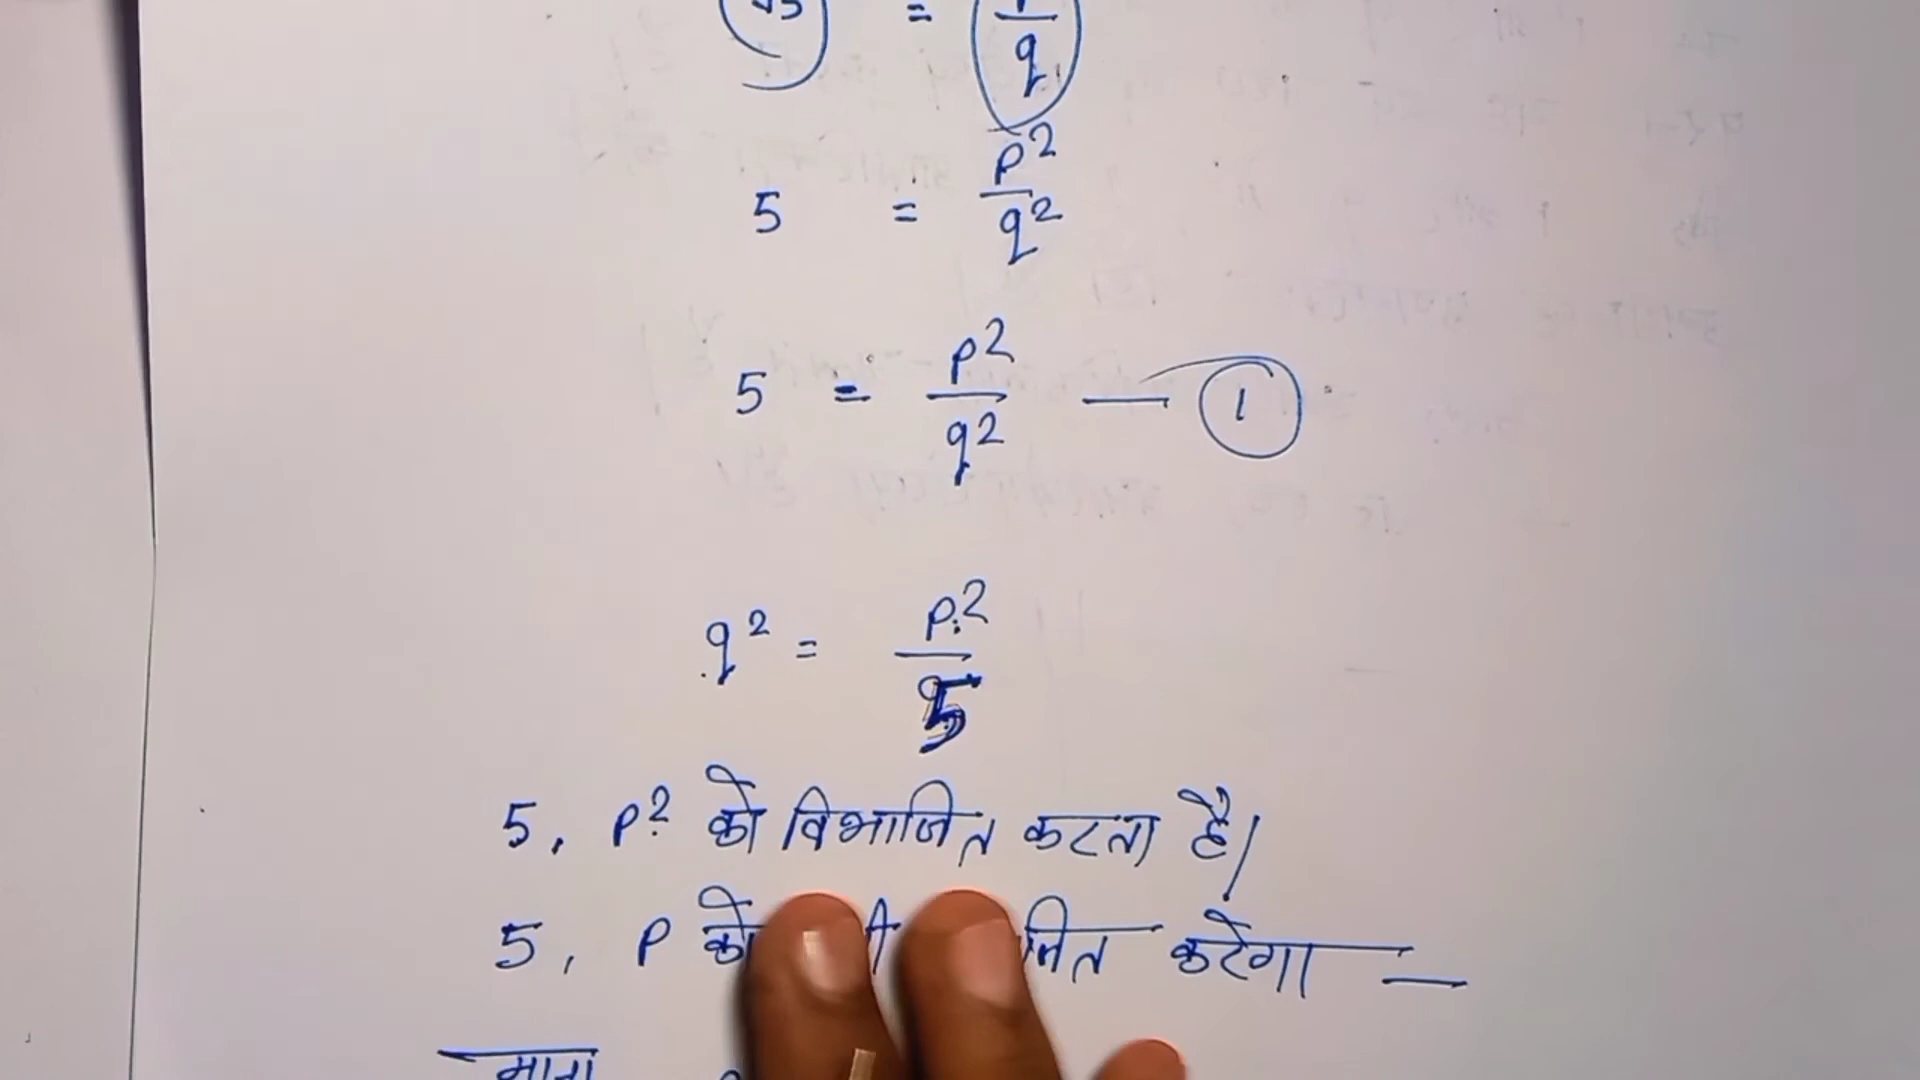 = q
5 = p²/q²
5 = p²/q² — 1
q² = p²/5
5, p² को विभाजित करता है।
5, p को करेगा —
माना